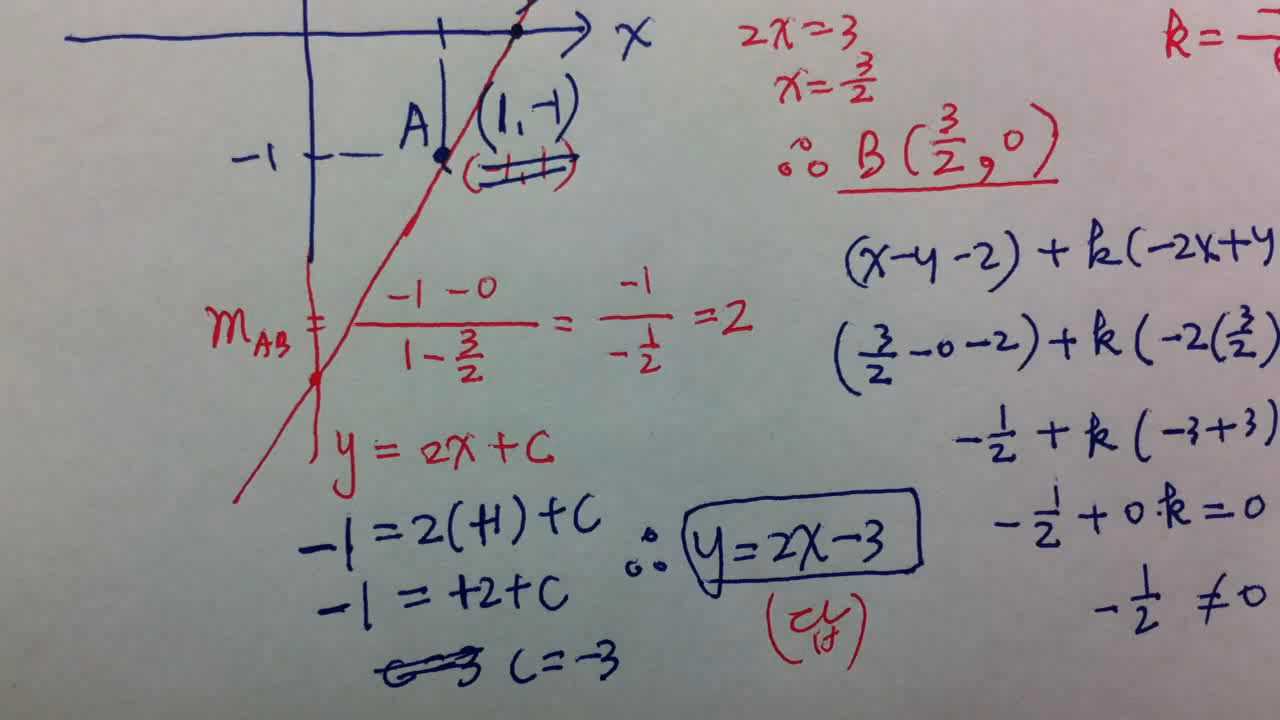 x
2x = 3
k =
x = 3/2
A (1, -1)
-1
∴ B (3/2, 0)
(x - y - 2) + k (-2x + y
m_AB = (-1 - 0)/(1 - 3/2) = (-1)/(-1/2) = 2
(3/2 - 0 - 2) + k (-2(3/2)
y = 2x + C
-1/2 + k (-3 + 3)
-1 = 2(+1) + C
∴ y = 2x - 3
-1/2 + 0·k = 0
-1 = +2 + C
-1/2 ≠ 0
C = -3